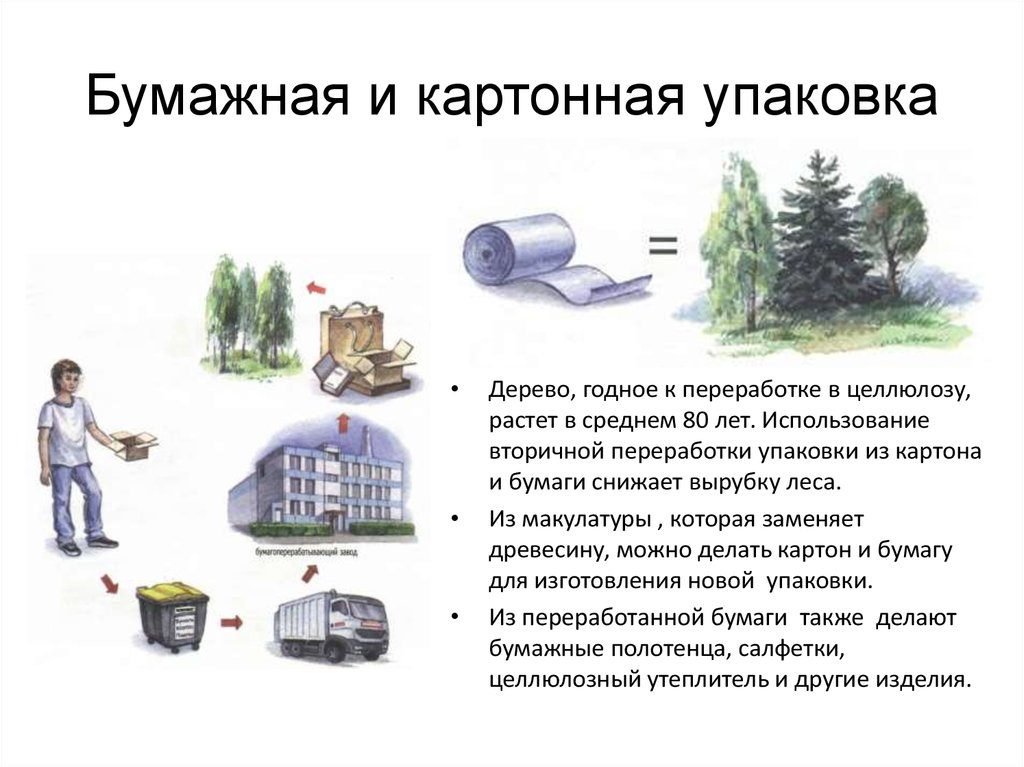 Бумажная и картонная упаковка
=
• Дерево, годное к переработке в целлюлозу,
растет в среднем 80 лет. Использование
вторичной переработки упаковки из картона
и бумаги снижает вырубку леса.
• Из макулатуры , которая заменяет
древесину, можно делать картон и бумагу
для изготовления новой  упаковки.
• Из переработанной бумаги  также  делают
бумажные полотенца, салфетки,
целлюлозный утеплитель и другие изделия.
бумагоперерабатывающий завод